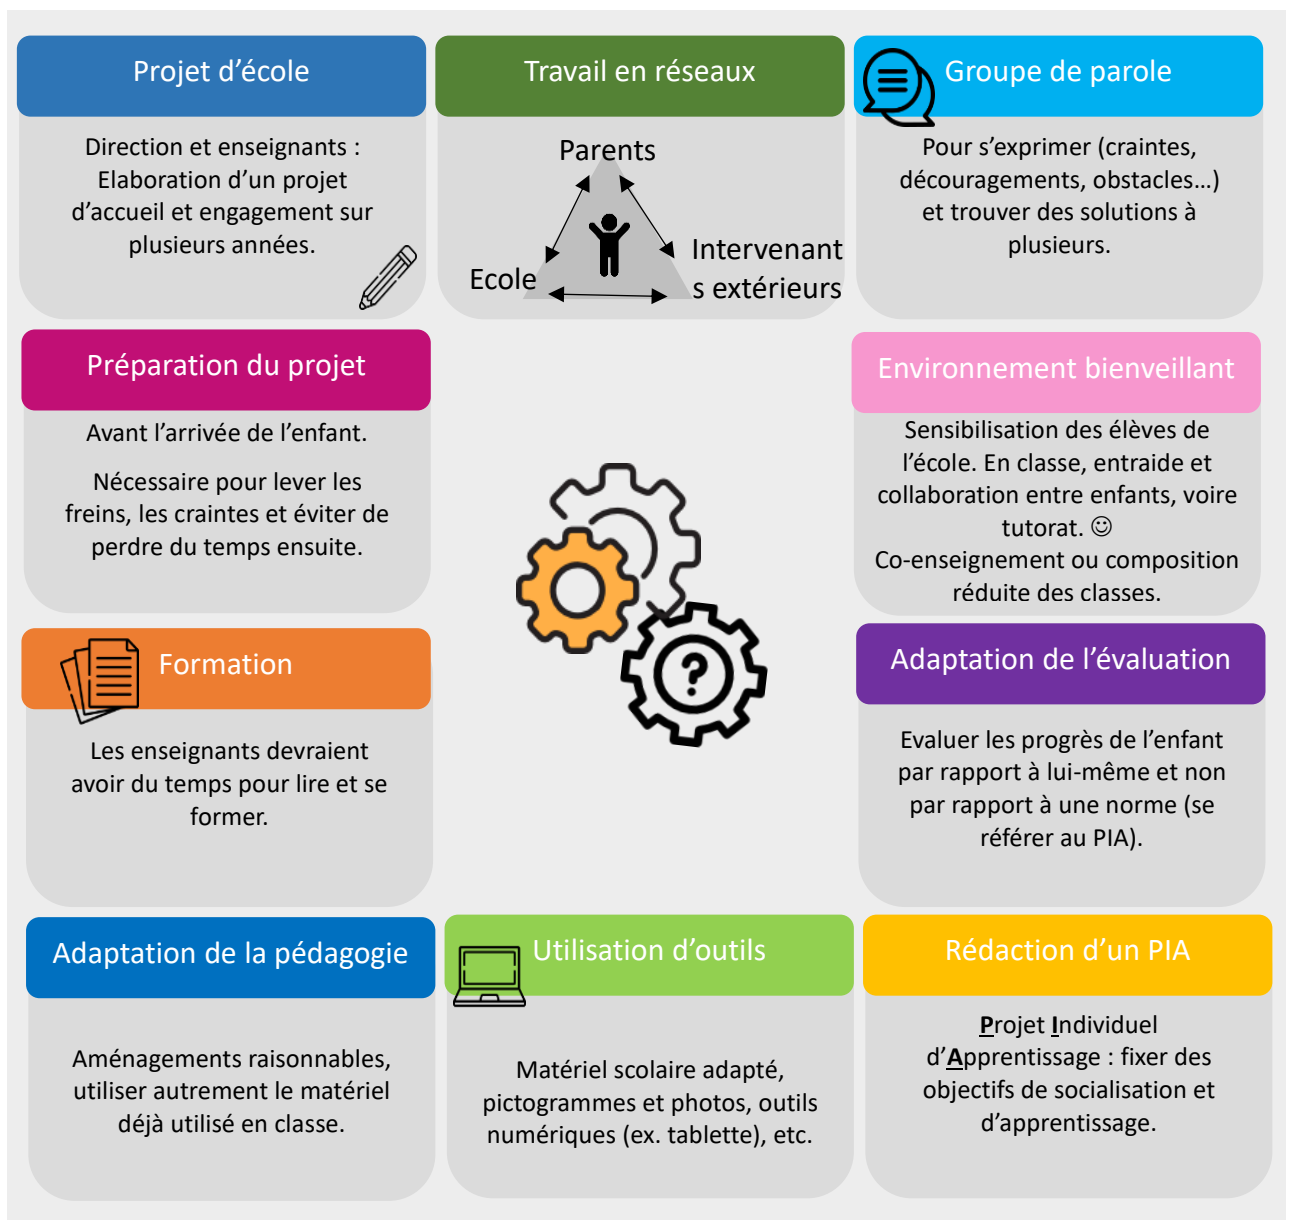 Projet d’école
Direction et enseignants :
Elaboration d’un projet
d’accueil et engagement sur
plusieurs années.
Travail en réseaux
Parents
Ecole
Intervenant
s extérieurs
Groupe de parole
Pour s’exprimer (craintes,
découragements, obstacles…)
et trouver des solutions à
plusieurs.
Préparation du projet
Avant l’arrivée de l’enfant.
Nécessaire pour lever les
freins, les craintes et éviter de
perdre du temps ensuite.
Environnement bienveillant
Sensibilisation des élèves de
l’école. En classe, entraide et
collaboration entre enfants, voire
tutorat. ☺
Co-enseignement ou composition
réduite des classes.
Formation
Les enseignants devraient
avoir du temps pour lire et se
former.
?
Adaptation de l’évaluation
Evaluer les progrès de l’enfant
par rapport à lui-même et non
par rapport à une norme (se
référer au PIA).
Adaptation de la pédagogie
Aménagements raisonnables,
utiliser autrement le matériel
déjà utilisé en classe.
Utilisation d’outils
Matériel scolaire adapté,
pictogrammes et photos, outils
numériques (ex. tablette), etc.
Rédaction d’un PIA
Projet Individuel
d’Apprentissage : fixer des
objectifs de socialisation et
d’apprentissage.